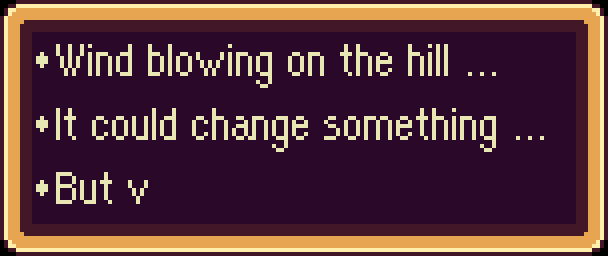 •Wind blowing on the hill ...
•It could change something ...
•But v